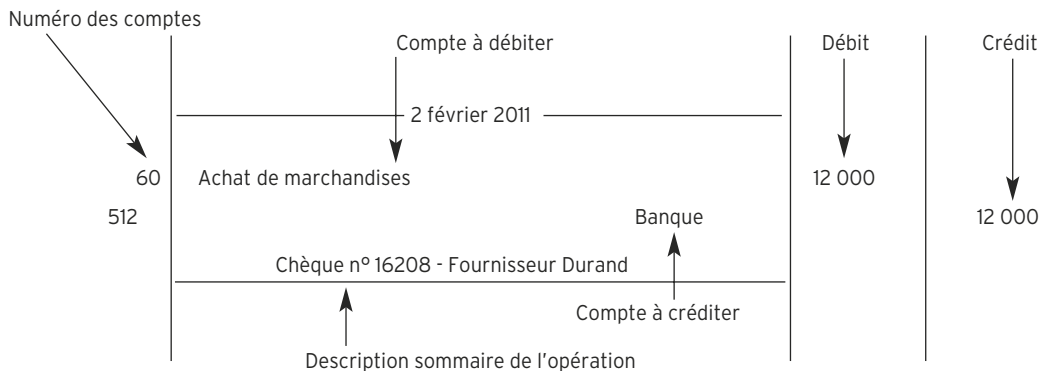 Numéro des comptes
Compte à débiter Débit Crédit
2 février 2011
60 Achat de marchandises 12 000
512 Banque 12 000
Chèque nº 16208 - Fournisseur Durand
Compte à créditer
Description sommaire de l'opération